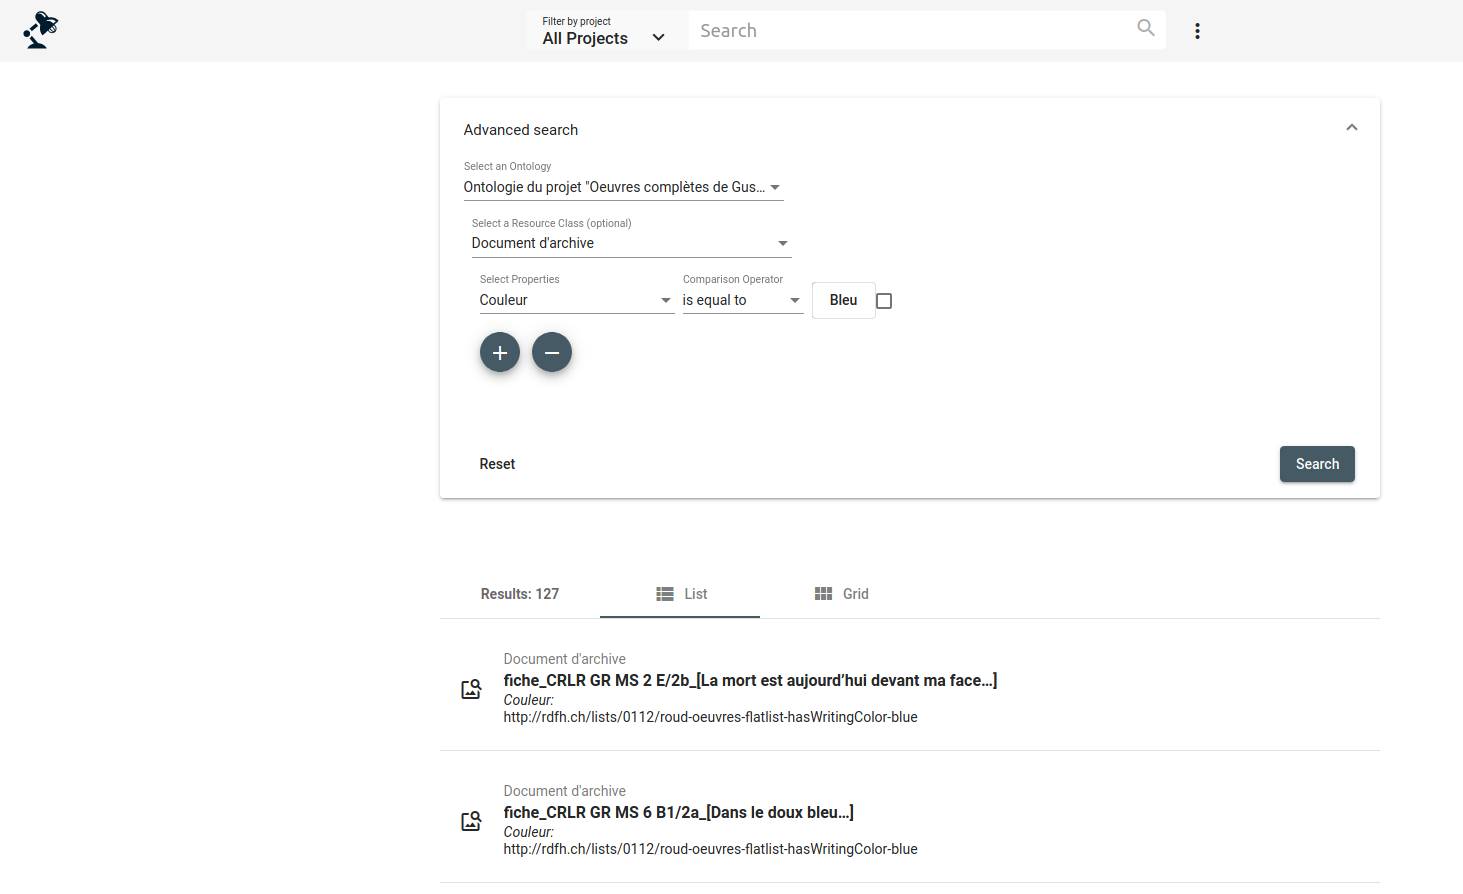 Filter by project
All Projects
Search
Advanced search
Select an Ontology
Ontologie du projet "Oeuvres complètes de Gus...
Select a Resource Class (optional)
Document d'archive
Select Properties
Comparison Operator
Couleur
is equal to
Bleu
Reset
Search
Results: 127
List
Grid
Document d'archive
fiche_CRLR GR MS 2 E/2b_[La mort est aujourd’hui devant ma face…]
Couleur:
http://rdfh.ch/lists/0112/roud-oeuvres-flatlist-hasWritingColor-blue
Document d'archive
fiche_CRLR GR MS 6 B1/2a_[Dans le doux bleu…]
Couleur:
http://rdfh.ch/lists/0112/roud-oeuvres-flatlist-hasWritingColor-blue